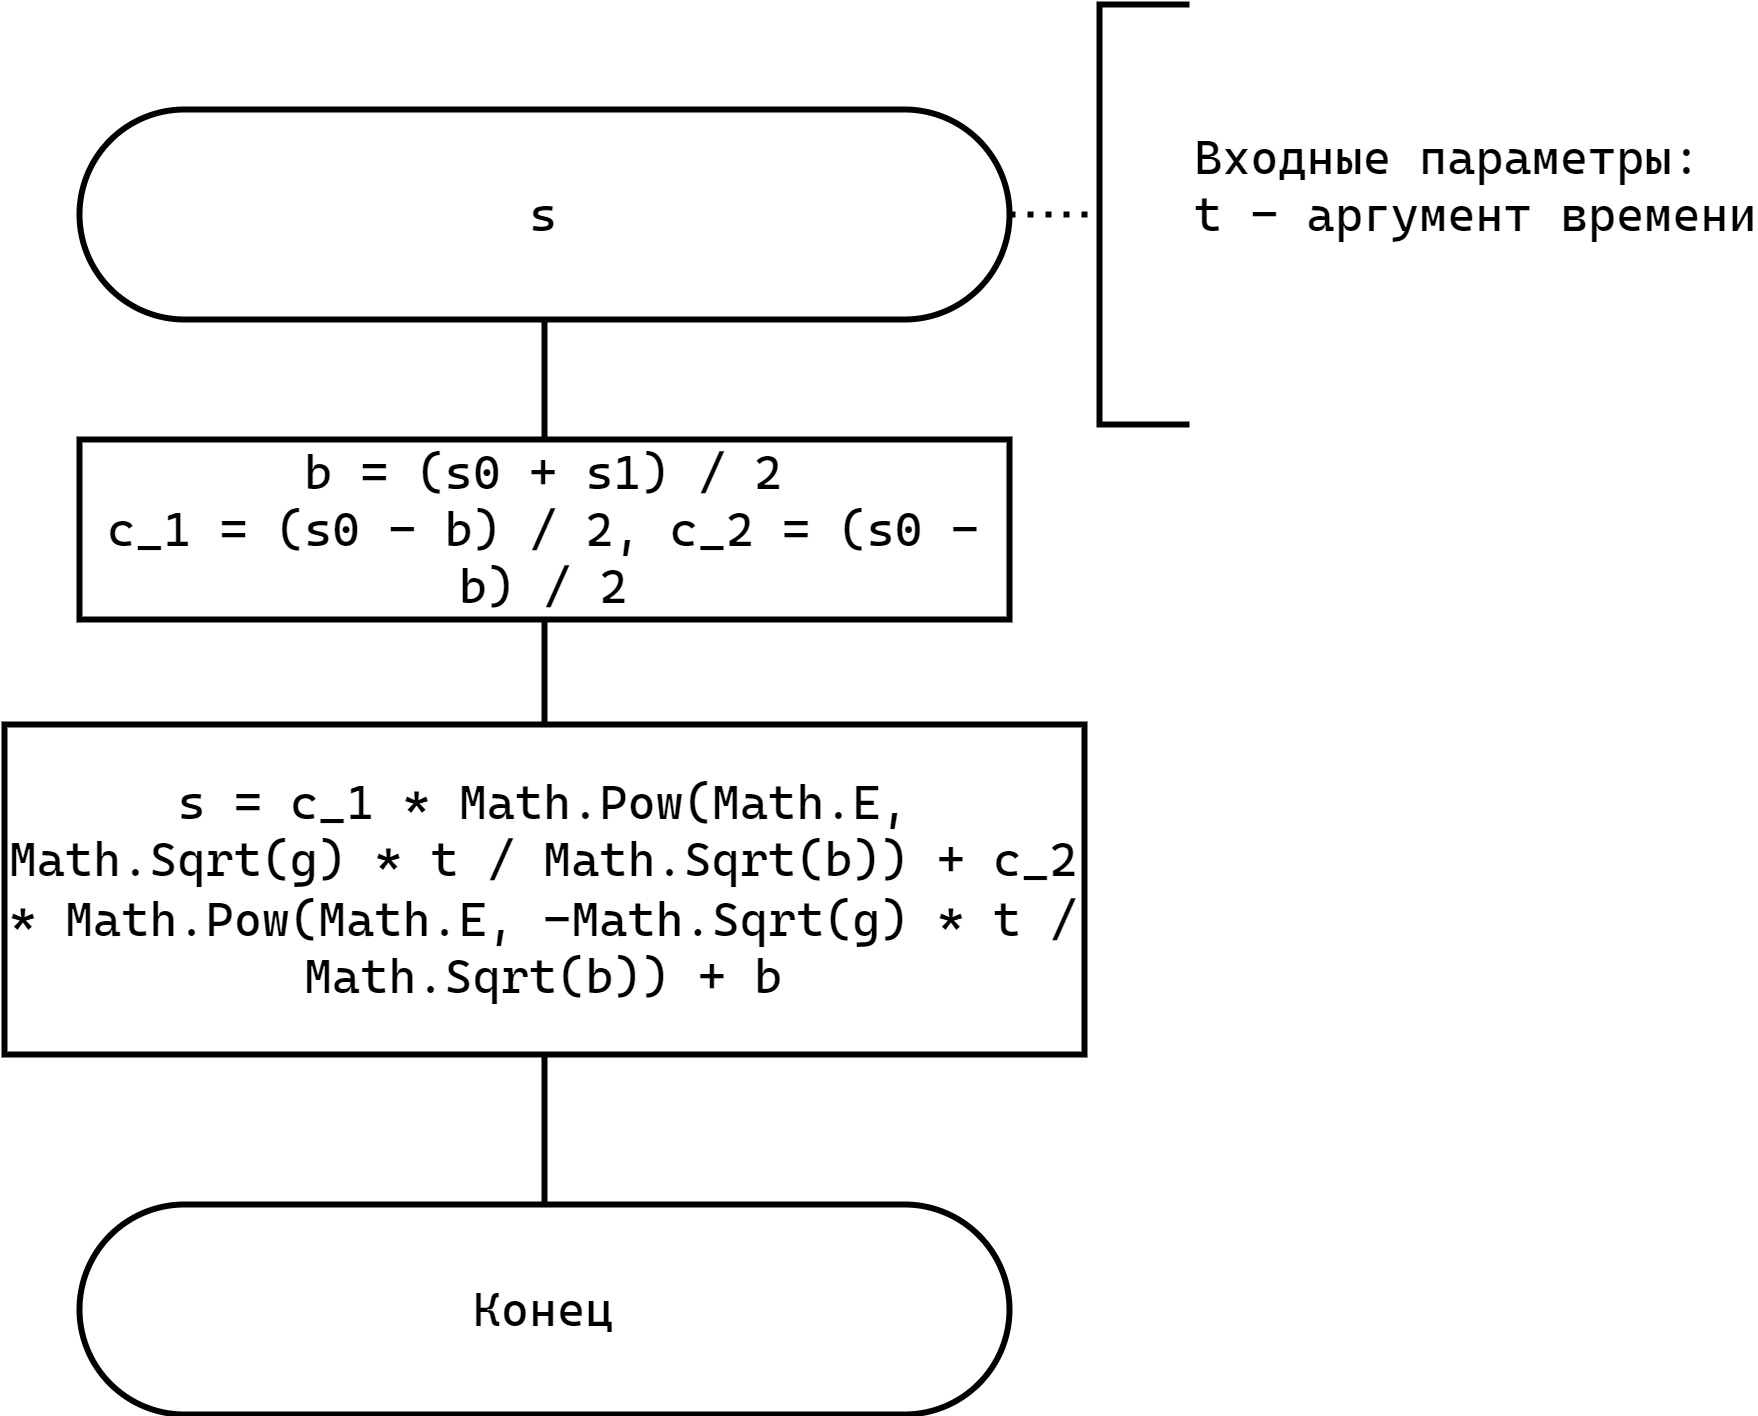 s
Входные параметры:
t − аргумент времени
b = (s0 + s1) / 2
c_1 = (s0 − b) / 2, c_2 = (s0 −
b) / 2
s = c_1 * Math.Pow(Math.E,
Math.Sqrt(g) * t / Math.Sqrt(b)) + c_2
* Math.Pow(Math.E, −Math.Sqrt(g) * t /
Math.Sqrt(b)) + b
Конец